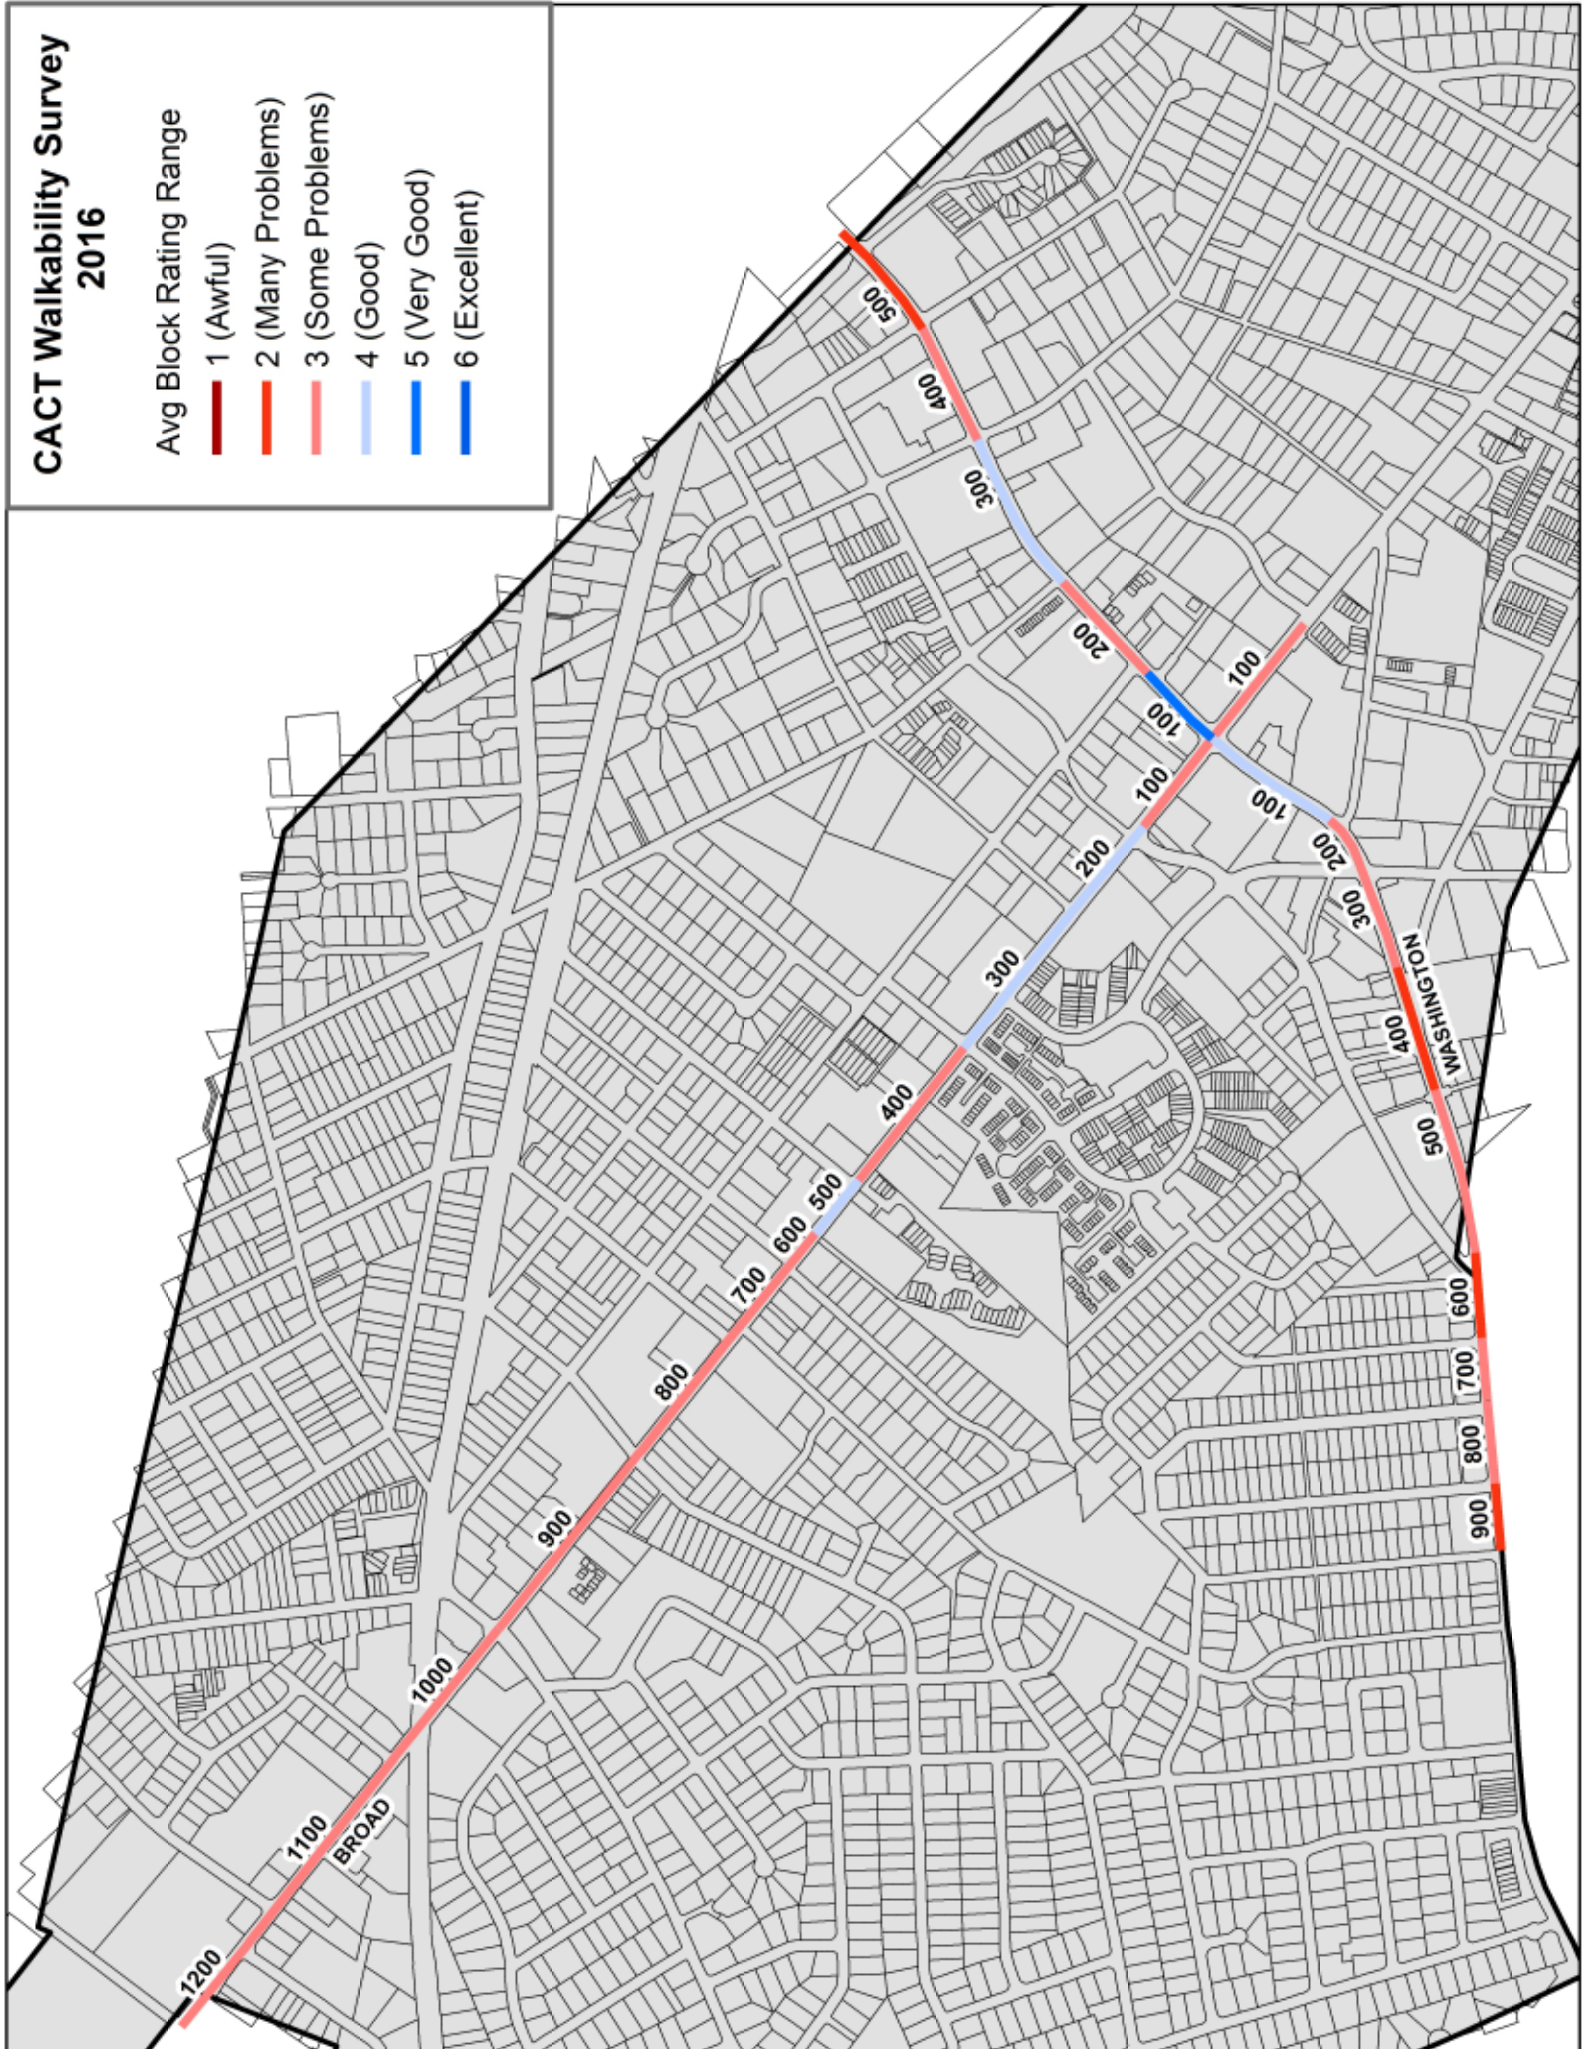 CACT Walkability Survey
2016
Avg Block Rating Range
1 (Awful)
2 (Many Problems)
3 (Some Problems)
4 (Good)
5 (Very Good)
6 (Excellent)
1200
1100
BROAD
1000
900
800
700
600
500
400
300
200
100
100
500
400
300
200
100
100
200
300
WASHINGTON
400
500
600
700
800
900